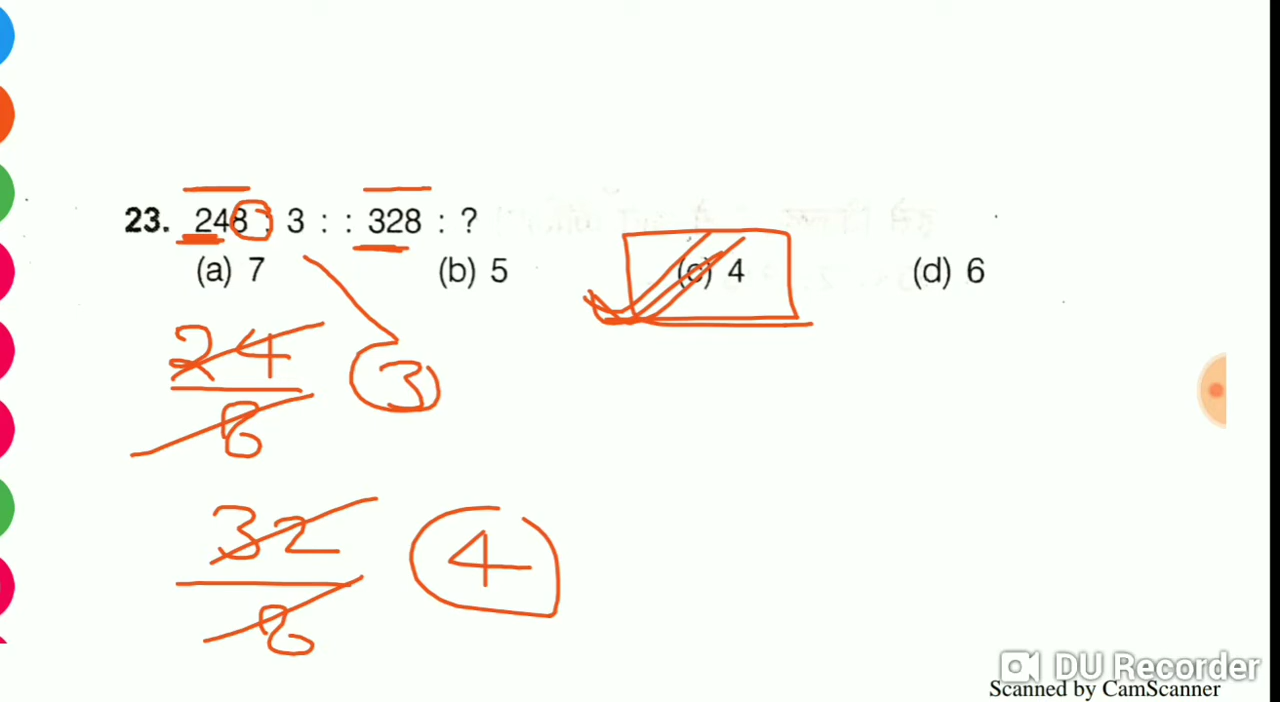 23. 248 : 3 : : 328 : ?
(a) 7 (b) 5 (c) 4 (d) 6
24
8
3
32
8
4
DU Recorder
Scanned by CamScanner